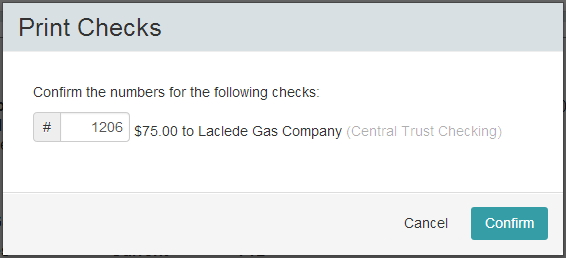 Print Checks
Confirm the numbers for the following checks:
# 1206 $75.00 to Laclede Gas Company (Central Trust Checking)
Cancel Confirm